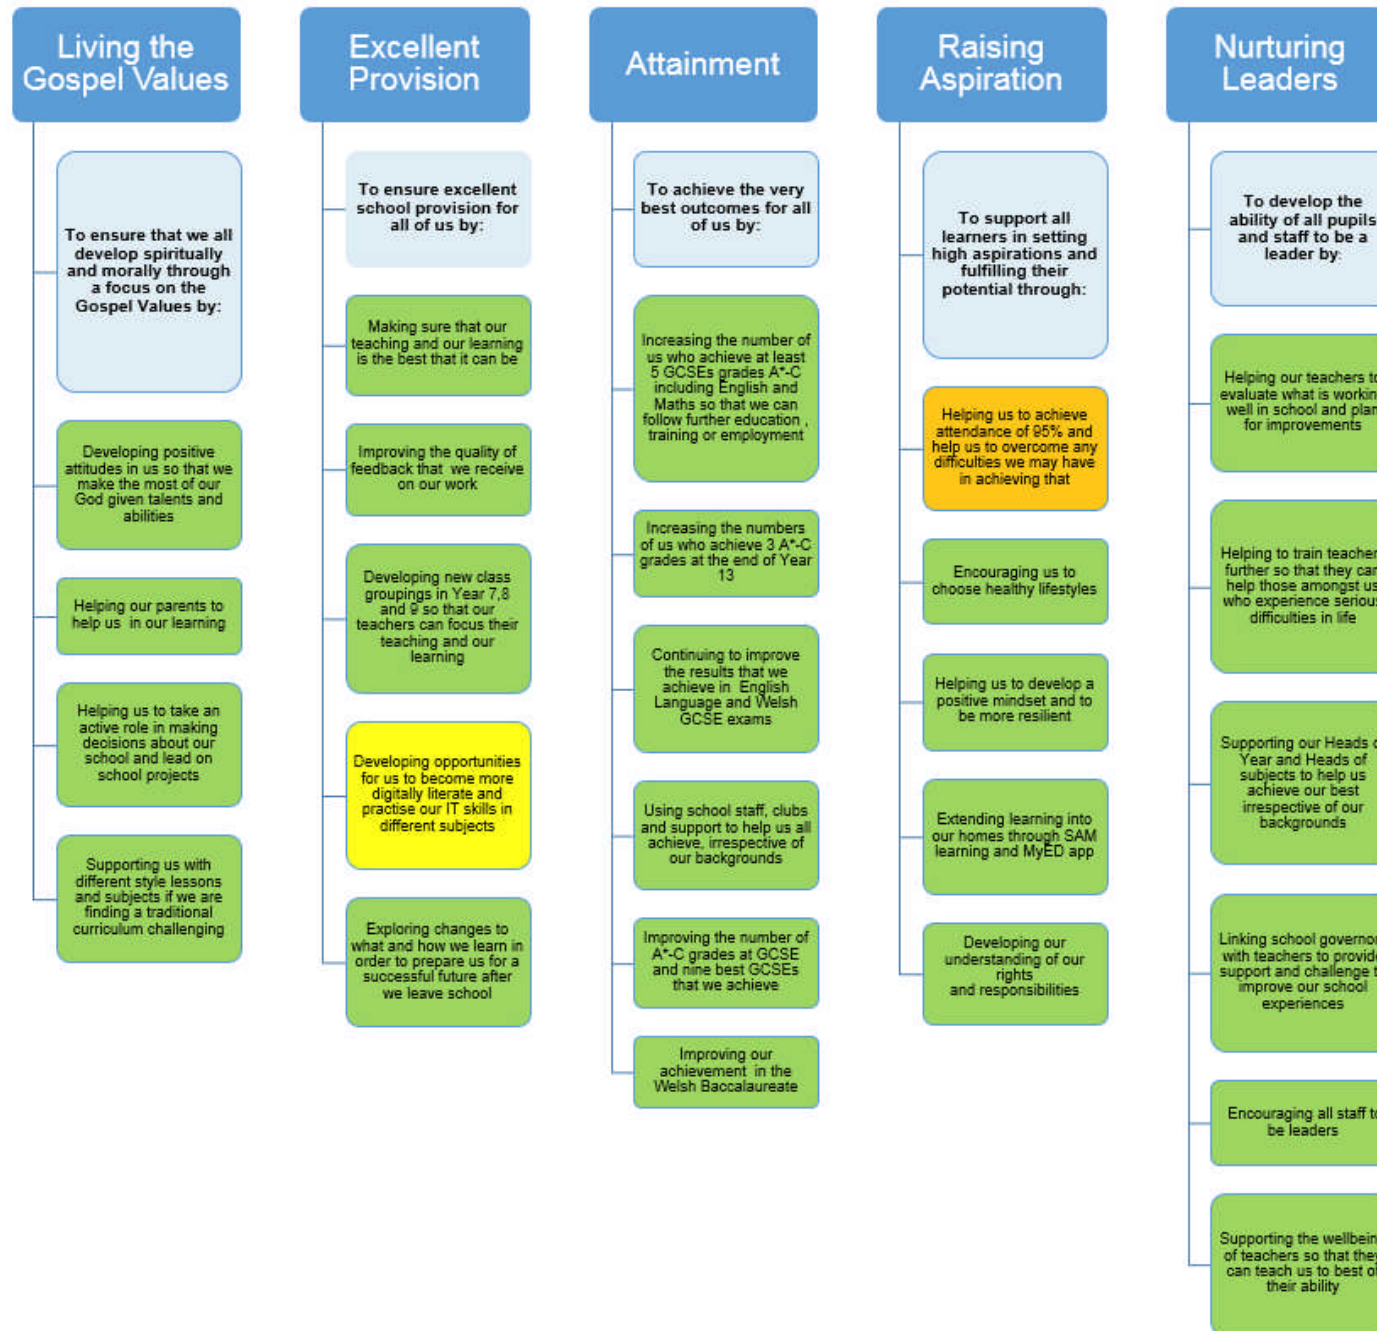 Living the
Gospel Values
To ensure that we all
develop spiritually
and morally through
a focus on the
Gospel Values by:
Developing positive
attitudes in us so that we
make the most of our
God given talents and
abilities
Helping our parents to
help us in our learning
Helping us to take an
active role in making
decisions about our
school and lead on
school projects
Supporting us with
different style lessons
and subjects if we are
finding a traditional
curriculum challenging
Excellent
Provision
To ensure excellent
school provision for
all of us by:
Making sure that our
teaching and our learning
is the best that it can be
Improving the quality of
feedback that we receive
on our work
Developing new class
groupings in Year 7,8
and 9 so that our
teachers can focus their
teaching and our
learning
Developing opportunities
for us to become more
digitally literate and
practise our IT skills in
different subjects
Exploring changes to
what and how we learn in
order to prepare us for a
successful future after
we leave school
Attainment
To achieve the very
best outcomes for all
of us by:
Increasing the number of
us who achieve at least
5 GCSEs grades A*-C
including English and
Maths so that we can
follow further education ,
training or employment
Increasing the numbers
of us who achieve 3 A*-C
grades at the end of Year
13
Continuing to improve
the results that we
achieve in English
Language and Welsh
GCSE exams
Using school staff, clubs
and support to help us all
achieve, irrespective of
our backgrounds
Improving the number of
A*-C grades at GCSE
and nine best GCSEs
that we achieve
Improving our
achievement in the
Welsh Baccalaureate
Raising
Aspiration
To support all
learners in setting
high aspirations and
fulfilling their
potential through:
Helping us to achieve
attendance of 95% and
help us to overcome any
difficulties we may have
in achieving that
Encouraging us to
choose healthy lifestyles
Helping us to develop a
positive mindset and to
be more resilient
Extending learning into
our homes through SAM
learning and MyED app
Developing our
understanding of our
rights
and responsibilities
Nurturing
Leaders
To develop the
ability of all pupils
and staff to be a
leader by:
Helping our teachers to
evaluate what is workin
well in school and plan
for improvements
Helping to train teacher
further so that they can
help those amongst us
who experience serious
difficulties in life
Supporting our Heads o
Year and Heads of
subjects to help us
achieve our best
irrespective of our
backgrounds
Linking school governor
with teachers to provide
support and challenge t
improve our school
experiences
Encouraging all staff to
be leaders
Supporting the wellbein
of teachers so that they
can teach us to best of
their ability